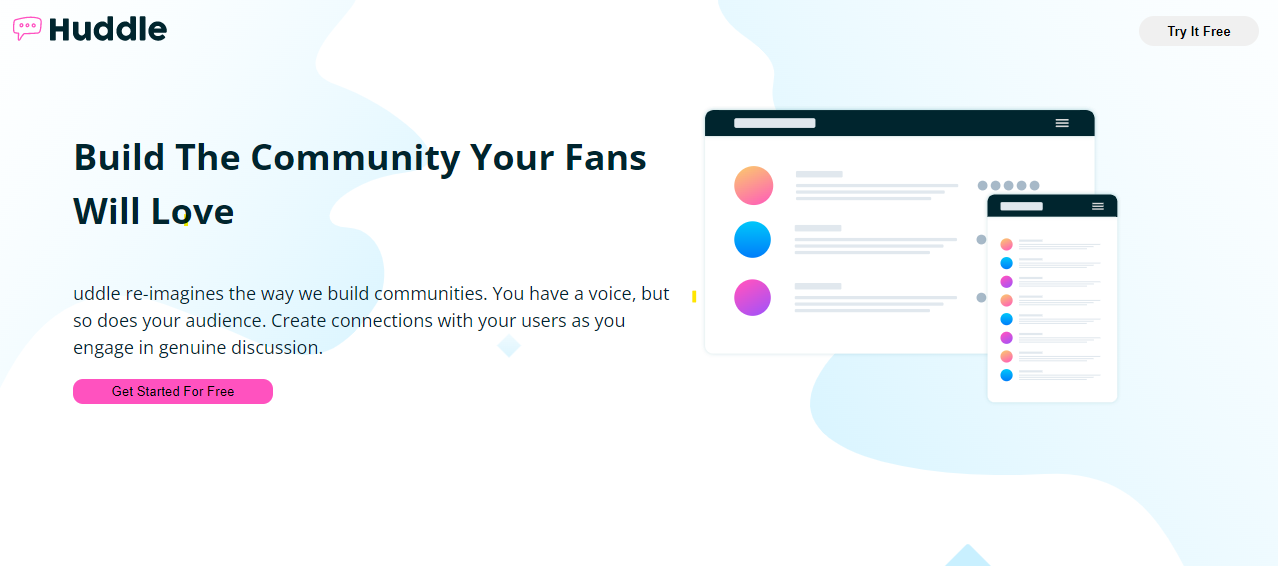 Huddle
Try It Free
Build The Community Your Fans
Will Love
uddle re-imagines the way we build communities. You have a voice, but
so does your audience. Create connections with your users as you
engage in genuine discussion.
Get Started For Free